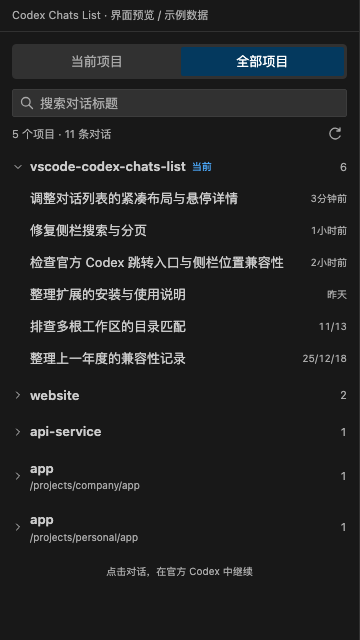 Codex Chats List · 界面预览 / 示例数据
当前项目 全部项目
搜索对话标题
5 个项目 · 11 条对话
vscode-codex-chats-list 当前 6
调整对话列表的紧凑布局与悬停详情 3分钟前
修复侧栏搜索与分页 1小时前
检查官方 Codex 跳转入口与侧栏位置兼容性 2小时前
整理扩展的安装与使用说明 昨天
排查多根工作区的目录匹配 11/13
整理上一年度的兼容性记录 25/12/18
website 2
api-service 1
app 1
/projects/company/app
app 1
/projects/personal/app
点击对话，在官方 Codex 中继续